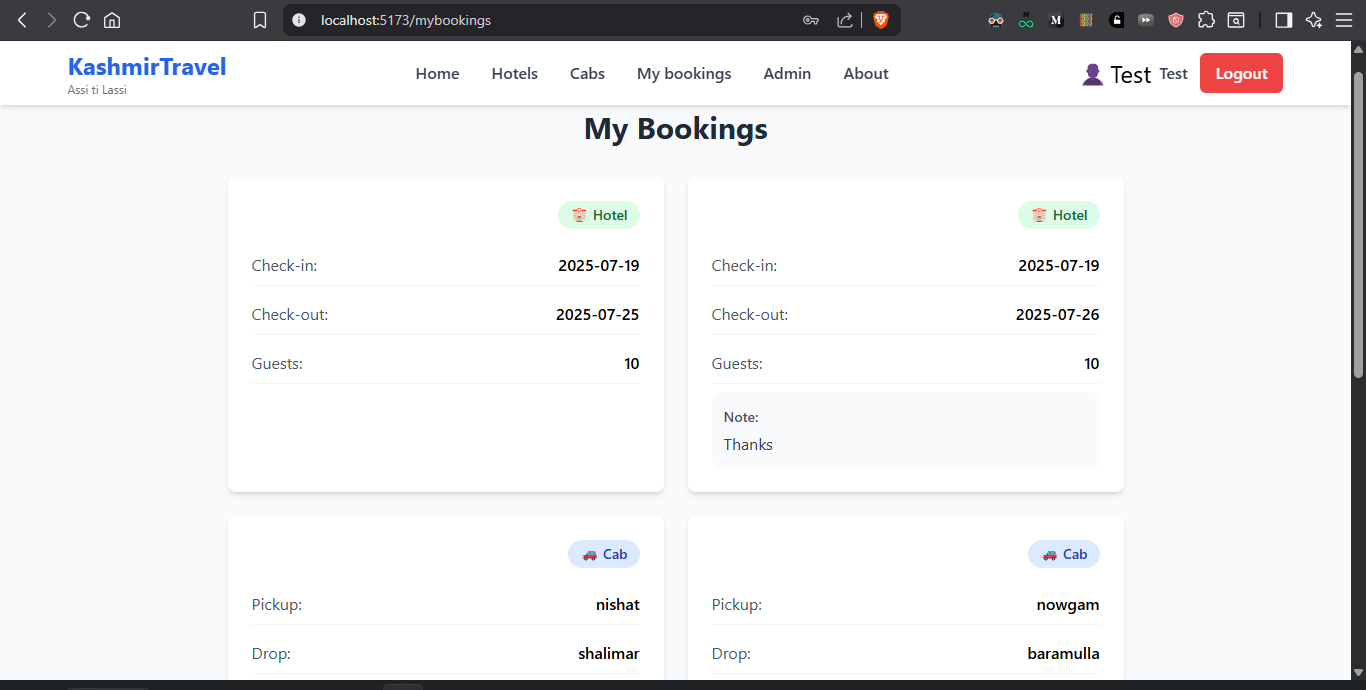 localhost:5173/mybookings
KashmirTravel
Assi ti Lassi
Home Hotels Cabs My bookings Admin About
Test Test Logout
My Bookings
Hotel
Check-in: 2025-07-19
Check-out: 2025-07-25
Guests: 10
Hotel
Check-in: 2025-07-19
Check-out: 2025-07-26
Guests: 10
Note:
Thanks
Cab
Pickup: nishat
Drop: shalimar
Cab
Pickup: nowgam
Drop: baramulla